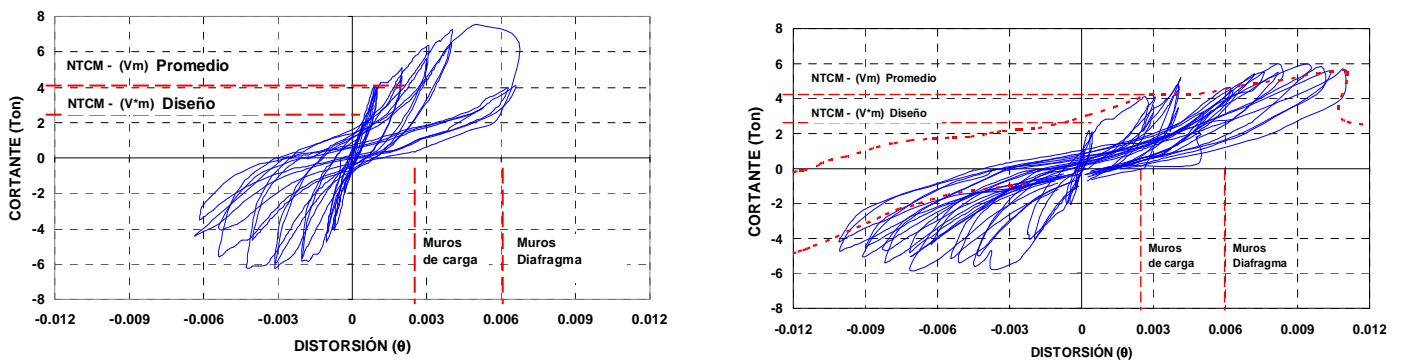 8
6
4
2
0
-2
-4
-6
-8
CORTANTE (Ton)
NTCM - (Vm) Promedio
NTCM - (V*m) Diseño
Muros
de carga
Muros
Diafragma
-0.012 -0.009 -0.006 -0.003 0 0.003 0.006 0.009 0.012
DISTORSIÓN (θ)
8
6
4
2
0
-2
-4
-6
-8
CORTANTE (Ton)
NTCM - (Vm) Promedio
NTCM - (V*m) Diseño
Muros
de carga
Muros
Diafragma
-0.012 -0.009 -0.006 -0.003 0 0.003 0.006 0.009 0.012
DISTORSIÓN (θ)